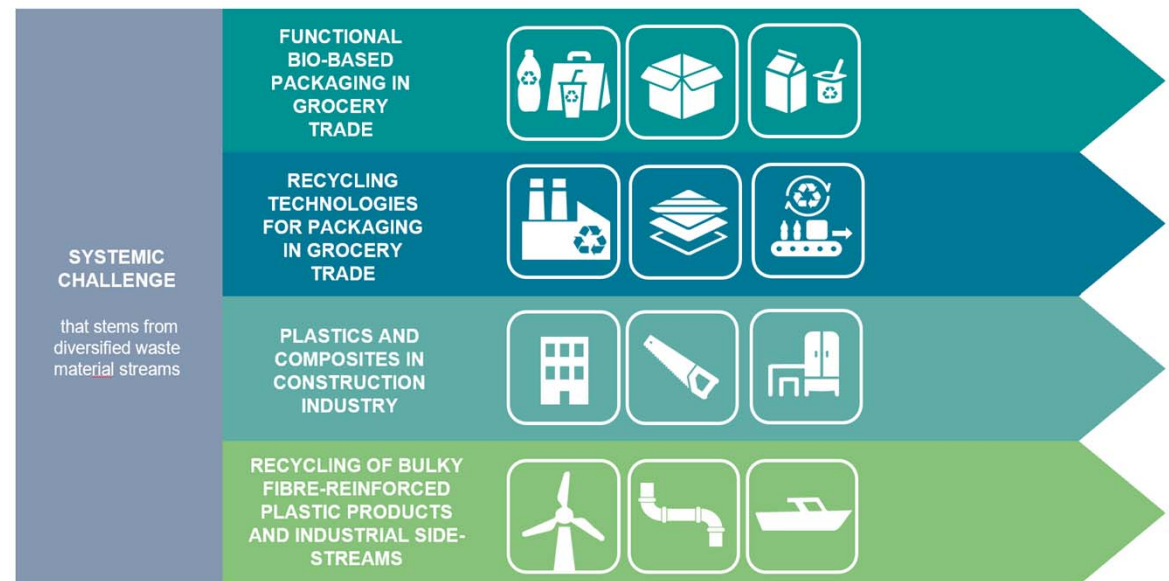 SYSTEMIC
CHALLENGE
that stems from
diversified waste
material streams
FUNCTIONAL
BIO-BASED
PACKAGING IN
GROCERY
TRADE
RECYCLING
TECHNOLOGIES
FOR PACKAGING
IN GROCERY
TRADE
PLASTICS AND
COMPOSITES IN
CONSTRUCTION
INDUSTRY
RECYCLING OF BULKY
FIBRE-REINFORCED
PLASTIC PRODUCTS
AND INDUSTRIAL SIDE-
STREAMS